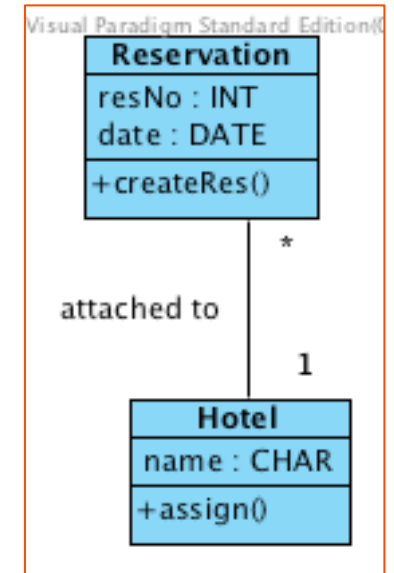 Visual Paradigm Standard Edition(
Reservation
resNo : INT
date : DATE
+createRes()
*
attached to
1
Hotel
name : CHAR
+assign()